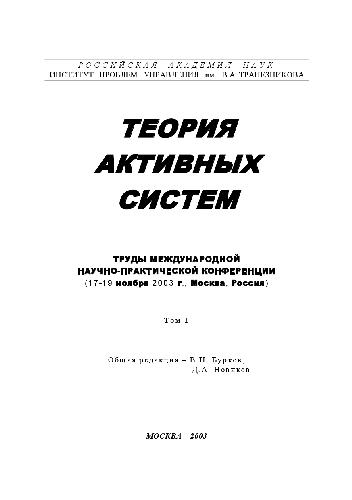 РОССИЙСКАЯ АКАДЕМИЯ НАУК
ИНСТИТУТ ПРОБЛЕМ УПРАВЛЕНИЯ им. В.А.ТРАПЕЗНИКОВА
ТЕОРИЯ
АКТИВНЫХ
СИСТЕМ
ТРУДЫ МЕЖДУНАРОДНОЙ
НАУЧНО-ПРАКТИЧЕСКОЙ КОНФЕРЕНЦИИ
(17-19 ноября 2003 г., Москва, Россия)
Том 1
Общая редакция – В.Н. Бурков,
Д.А. Новиков
МОСКВА – 2003